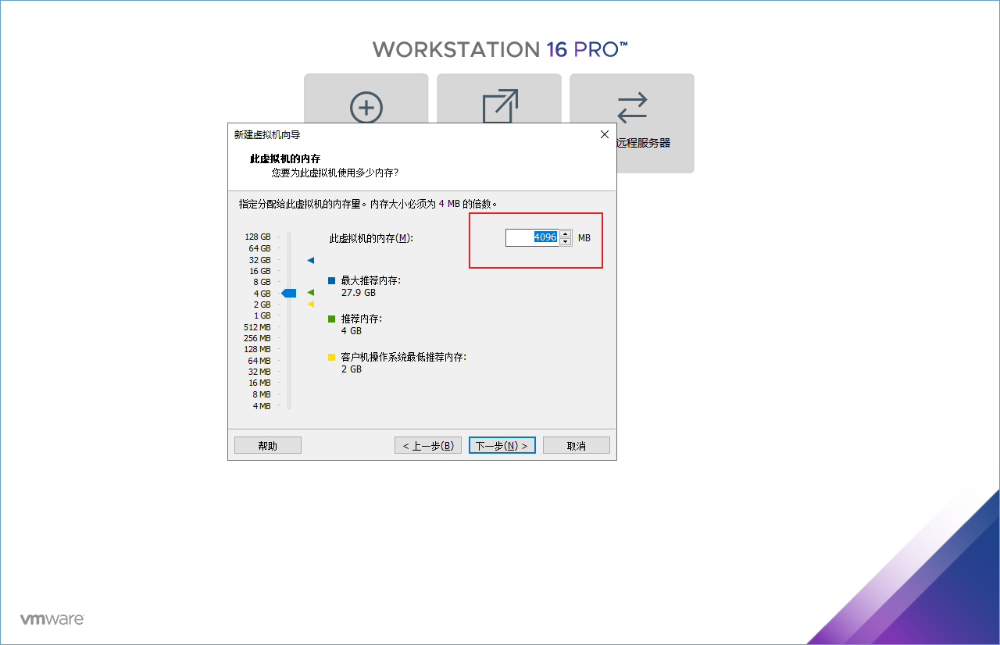 WORKSTATION 16 PRO™
远程服务器
新建虚拟机向导
此虚拟机的内存
您要为此虚拟机使用多少内存?
指定分配给此虚拟机的内存量。内存大小必须为 4 MB 的倍数。
此虚拟机的内存(M): 4096 MB
128 GB
64 GB
32 GB
16 GB
8 GB
4 GB
2 GB
1 GB
512 MB
256 MB
128 MB
64 MB
32 MB
16 MB
8 MB
4 MB
最大推荐内存:
27.9 GB
推荐内存:
4 GB
客户机操作系统最低推荐内存:
2 GB
帮助
< 上一步(B)
下一步(N) >
取消
vmware